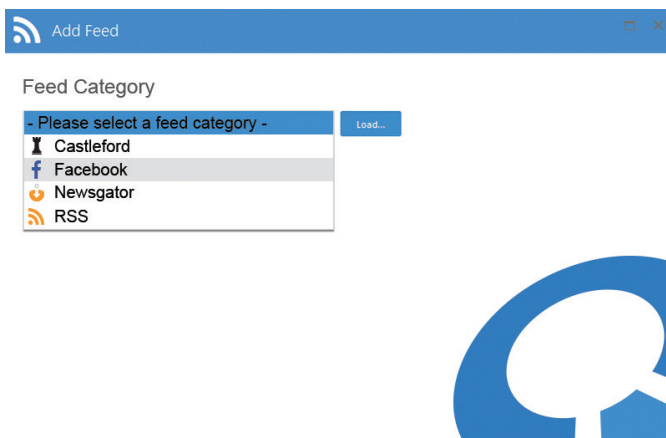 Add Feed
Feed Category
- Please select a feed category -
Load...
Castleford
Facebook
Newsgator
RSS